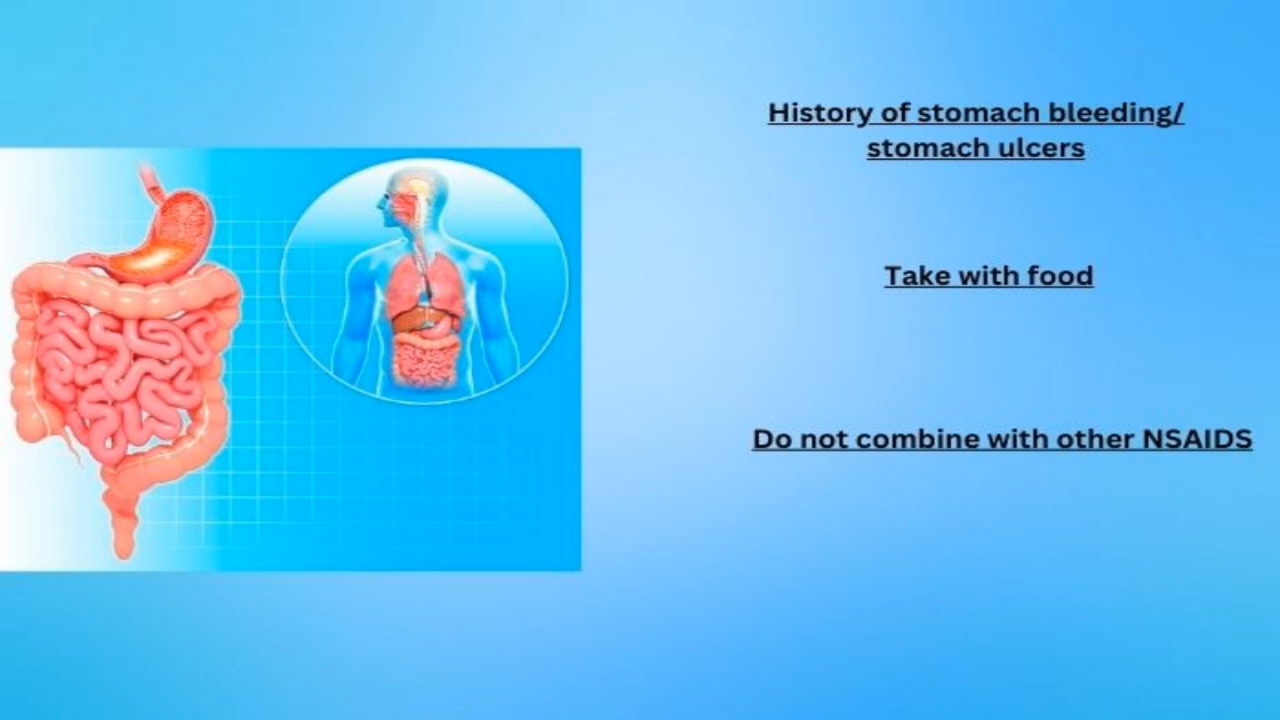 History of stomach bleeding/
stomach ulcers
Take with food
Do not combine with other NSAIDS